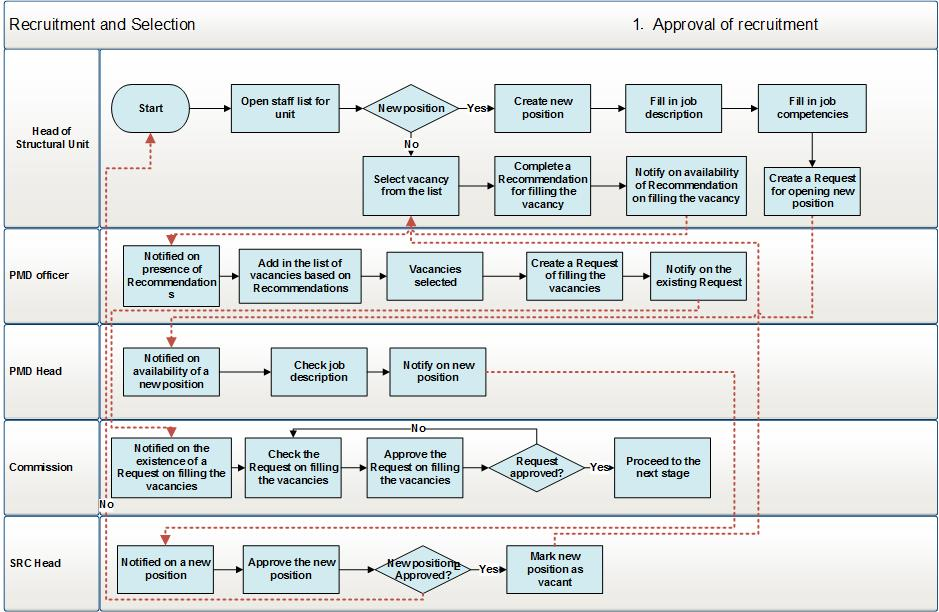 Recruitment and Selection
1. Approval of recruitment
Head of
Structural Unit
Start
Open staff list for
unit
New position
Yes
Create new
position
Fill in job
description
Fill in job
competencies
No
Select vacancy
from the list
Complete a
Recommendation
for filling the
vacancy
Notify on availability
of Recommendation
on filling the vacancy
Create a Request
for opening new
position
PMD officer
Notified on
presence of
Recommendation
s
Add in the list of
vacancies based on
Recommendations
Vacancies
selected
Create a Request
of filling the
vacancies
Notify on the
existing Request
PMD Head
Notified on
availability of a
new position
Check job
description
Notify on new
position
Commission
No
Notified on the
existence of a
Request on filling the
vacancies
Check the
Request on filling
the vacancies
Approve the
Request on filling
the vacancies
Request
approved?
Yes
Proceed to the
next stage
No
SRC Head
Notified on a new
position
Approve the new
position
New position
Approved?
Yes
Mark new
position as
vacant